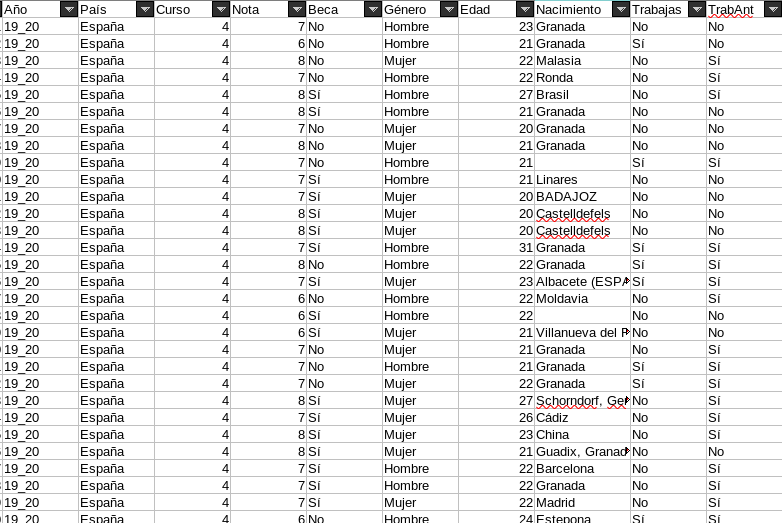 Año País Curso Nota Beca Género Edad Nacimiento Trabajas TrabAnt
19_20 España 4 7 No Hombre 23 Granada No No
19_20 España 4 6 No Hombre 21 Granada Sí No
19_20 España 4 8 No Mujer 22 Malasia No Sí
19_20 España 4 7 No Hombre 22 Ronda No Sí
19_20 España 4 8 Sí Hombre 27 Brasil No Sí
19_20 España 4 8 Sí Hombre 21 Granada No No
19_20 España 4 7 No Mujer 20 Granada No No
19_20 España 4 8 No Mujer 21 Granada No No
19_20 España 4 7 No Hombre 21 Sí Sí
19_20 España 4 7 Sí Hombre 21 Linares No No
19_20 España 4 7 Sí Mujer 20 BADAJOZ No No
19_20 España 4 8 Sí Mujer 20 Castelldefels No No
19_20 España 4 8 Sí Mujer 20 Castelldefels No No
19_20 España 4 7 Sí Hombre 31 Granada Sí Sí
19_20 España 4 8 No Hombre 22 Granada Sí Sí
19_20 España 4 7 Sí Mujer 23 Albacete (ESPA Sí Sí
19_20 España 4 6 No Hombre 22 Moldavia No Sí
19_20 España 4 6 Sí Hombre 22 No No
19_20 España 4 6 Sí Mujer 21 Villanueva del No No
19_20 España 4 7 No Mujer 21 Granada No Sí
19_20 España 4 7 No Hombre 21 Granada Sí Sí
19_20 España 4 7 No Mujer 22 Granada Sí Sí
19_20 España 4 8 Sí Mujer 27 Schorndorf, Ger No Sí
19_20 España 4 7 Sí Mujer 26 Cádiz No Sí
19_20 España 4 8 Sí Mujer 23 China No Sí
19_20 España 4 8 Sí Mujer 21 Guadix, Granad No No
19_20 España 4 7 Sí Hombre 22 Barcelona No Sí
19_20 España 4 7 Sí Hombre 22 Granada No Sí
19_20 España 4 7 Sí Mujer 22 Madrid No Sí
19_20 España 4 6 No Hombre 24 Estepona Sí Sí